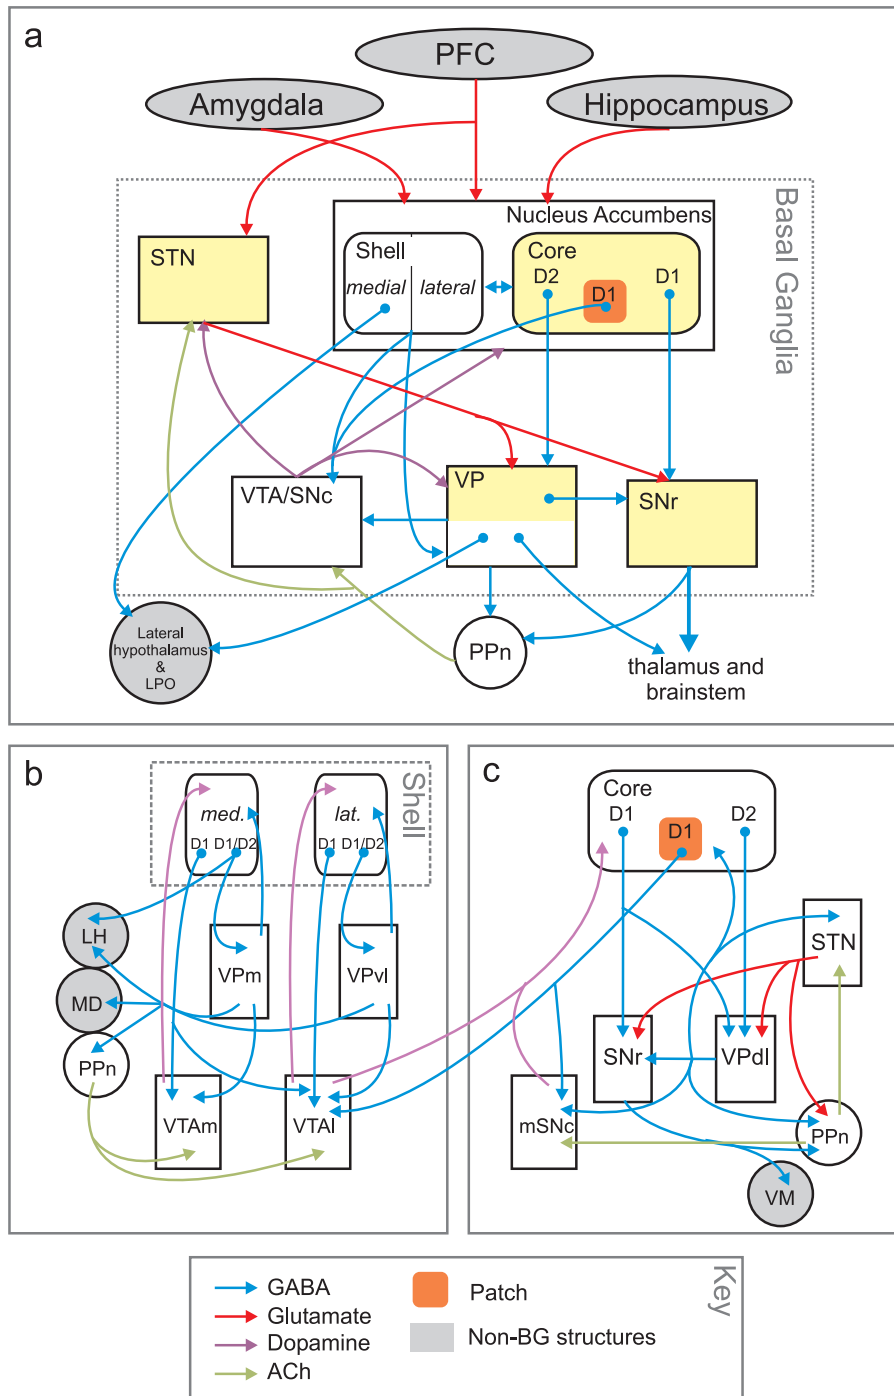 a
PFC
Amygdala
Hippocampus
Basal Ganglia
Nucleus Accumbens
STN
Shell
medial
lateral
Core
D2
D1
D1
VTA/SNc
VP
SNr
Lateral
hypothalamus
&
LPO
PPn
thalamus and
brainstem
b
Shell
med.
D1
D1/D2
lat.
D1
D1/D2
LH
MD
PPn
VPm
VPvl
VTAm
VTAl
c
Core
D1
D1
D2
STN
SNr
VPdl
mSNc
PPn
VM
Key
GABA
Glutamate
Dopamine
ACh
Patch
Non-BG structures